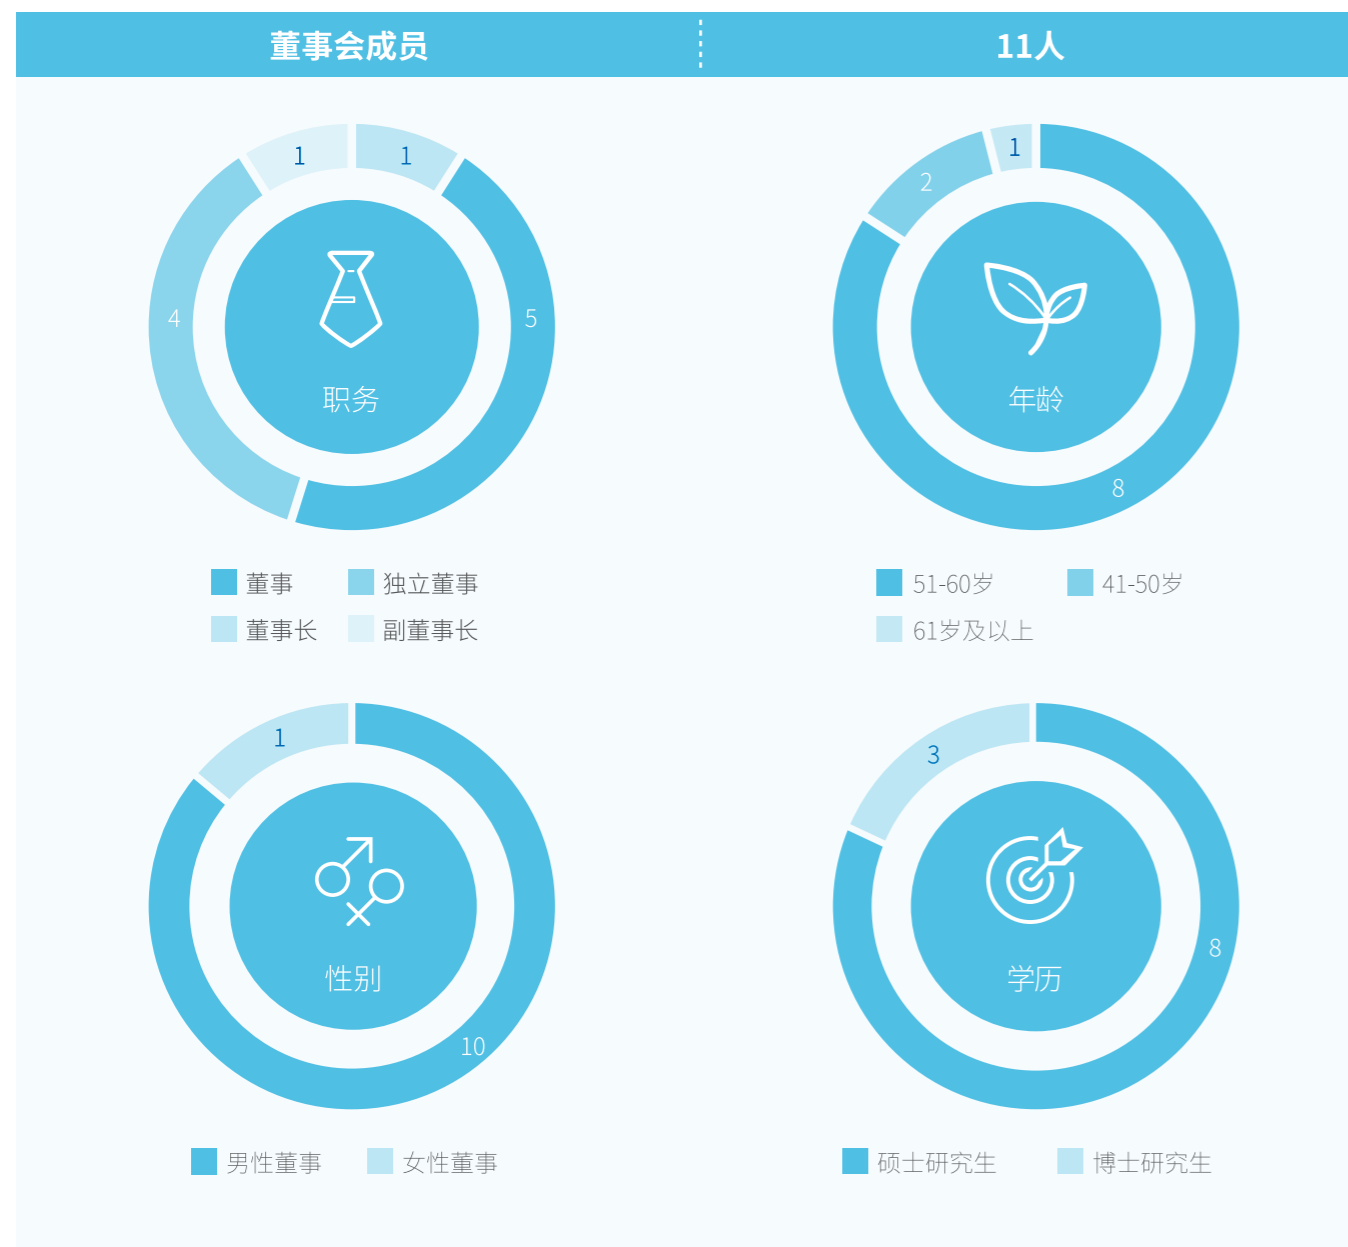 董事会成员
11人
1
1
4
5
职务
董事
独立董事
董事长
副董事长
1
2
8
年龄
51-60岁
41-50岁
61岁及以上
1
10
性别
男性董事
女性董事
3
8
学历
硕士研究生
博士研究生